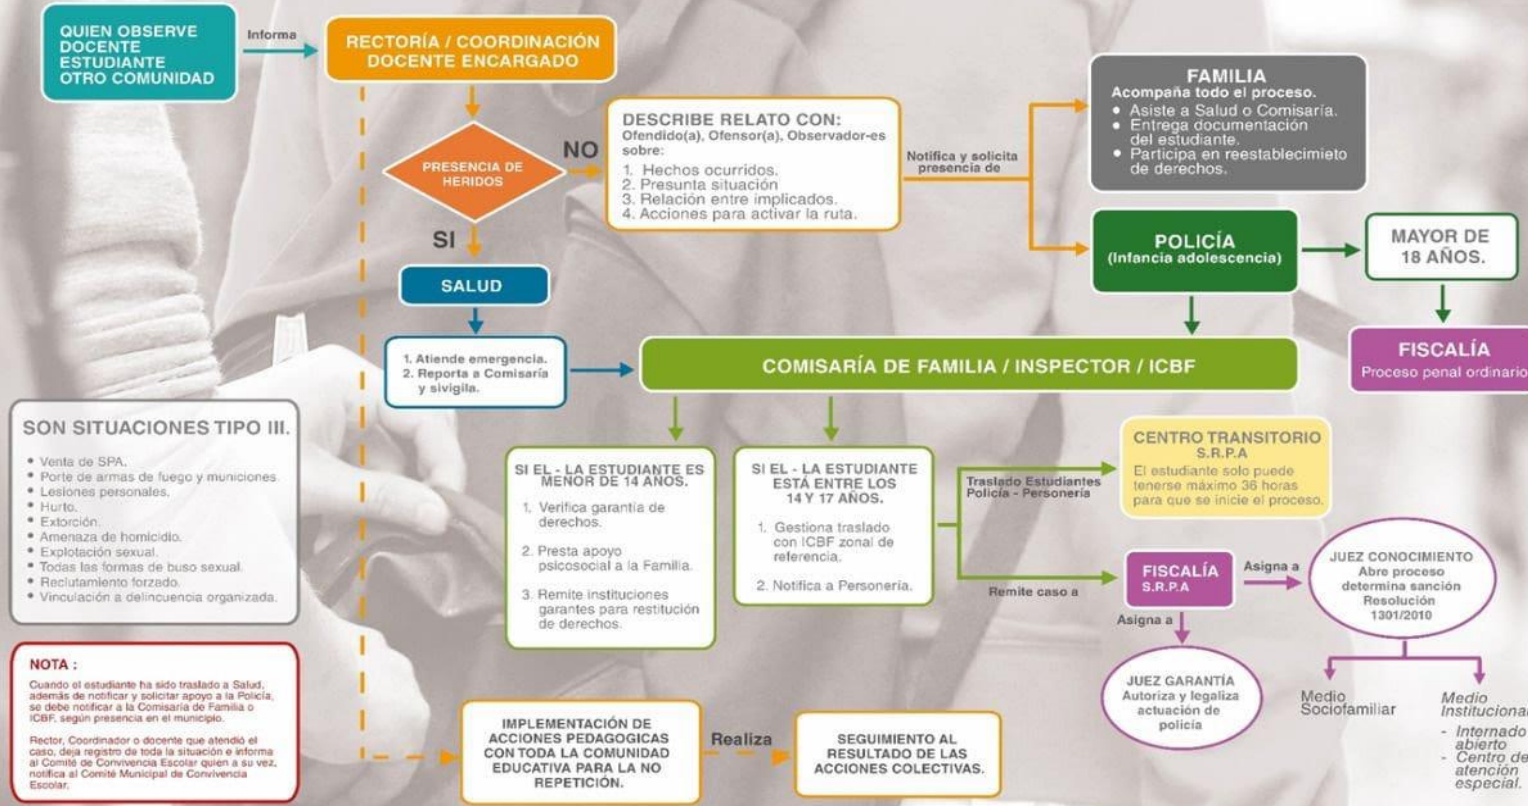 QUIEN OBSERVE
DOCENTE
ESTUDIANTE
OTRO COMUNIDAD
Informa
RECTORÍA / COORDINACIÓN
DOCENTE ENCARGADO
PRESENCIA DE
HERIDOS
NO
DESCRIBE RELATO CON:
Ofendido(a), Ofensor(a), Observador-es
sobre:
1. Hechos ocurridos.
2. Presunta situación
3. Relación entre implicados.
4. Acciones para activar la ruta.
Notifica y solicita
presencia de
FAMILIA
Acompaña todo el proceso.
• Asiste a Salud o Comisaría.
• Entrega documentación
del estudiante.
• Participa en reestablecimieto
de derechos.
POLICÍA
(Infancia adolescencia)
MAYOR DE
18 AÑOS.
FISCALÍA
Proceso penal ordinario
SI
SALUD
1. Atiende emergencia.
2. Reporta a Comisaría
y sivigila.
COMISARÍA DE FAMILIA / INSPECTOR / ICBF
SON SITUACIONES TIPO III.
• Venta de SPA.
• Porte de armas de fuego y municiones.
• Lesiones personales.
• Hurto.
• Extorción.
• Amenaza de homicidio.
• Explotación sexual.
• Todas las formas de buso sexual.
• Reclutamiento forzado.
• Vinculación a delincuencia organizada.
SI EL - LA ESTUDIANTE ES
MENOR DE 14 AÑOS.
1. Verifica garantía de
derechos.
2. Presta apoyo
psicosocial a la Familia.
3. Remite instituciones
garantes para restitución
de derechos.
SI EL - LA ESTUDIANTE
ESTÁ ENTRE LOS
14 Y 17 AÑOS.
1. Gestiona traslado
con ICBF zonal de
referencia.
2. Notifica a Personería.
Traslado Estudiantes
Policía - Personería
CENTRO TRANSITORIO
S.R.P.A
El estudiante solo puede
tenerse máximo 36 horas
para que se inicie el proceso.
Remite caso a
FISCALÍA
S.R.P.A
Asigna a
JUEZ CONOCIMIENTO
Abre proceso
determina sanción
Resolución
1301/2010
Asigna a
JUEZ GARANTÍA
Autoriza y legaliza
actuación de
policía
Medio
Sociofamiliar
Medio
Institucional
- Internado
abierto
- Centro de
atención
especial.
NOTA :
Cuando el estudiante ha sido traslado a Salud,
además de notificar y solicitar apoyo a la Policía,
se debe notificar a la Comisaría de Familia o
ICBF, según presencia en el municipio.
Rector, Coordinador o docente que atendió el
caso, deja registro de toda la situación e informa
al Comité de Convivencia Escolar quien a su vez,
notifica al Comité Municipal de Convivencia
Escolar.
IMPLEMENTACIÓN DE
ACCIONES PEDAGOGICAS
CON TODA LA COMUNIDAD
EDUCATIVA PARA LA NO
REPETICIÓN.
Realiza
SEGUIMIENTO AL
RESULTADO DE LAS
ACCIONES COLECTIVAS.